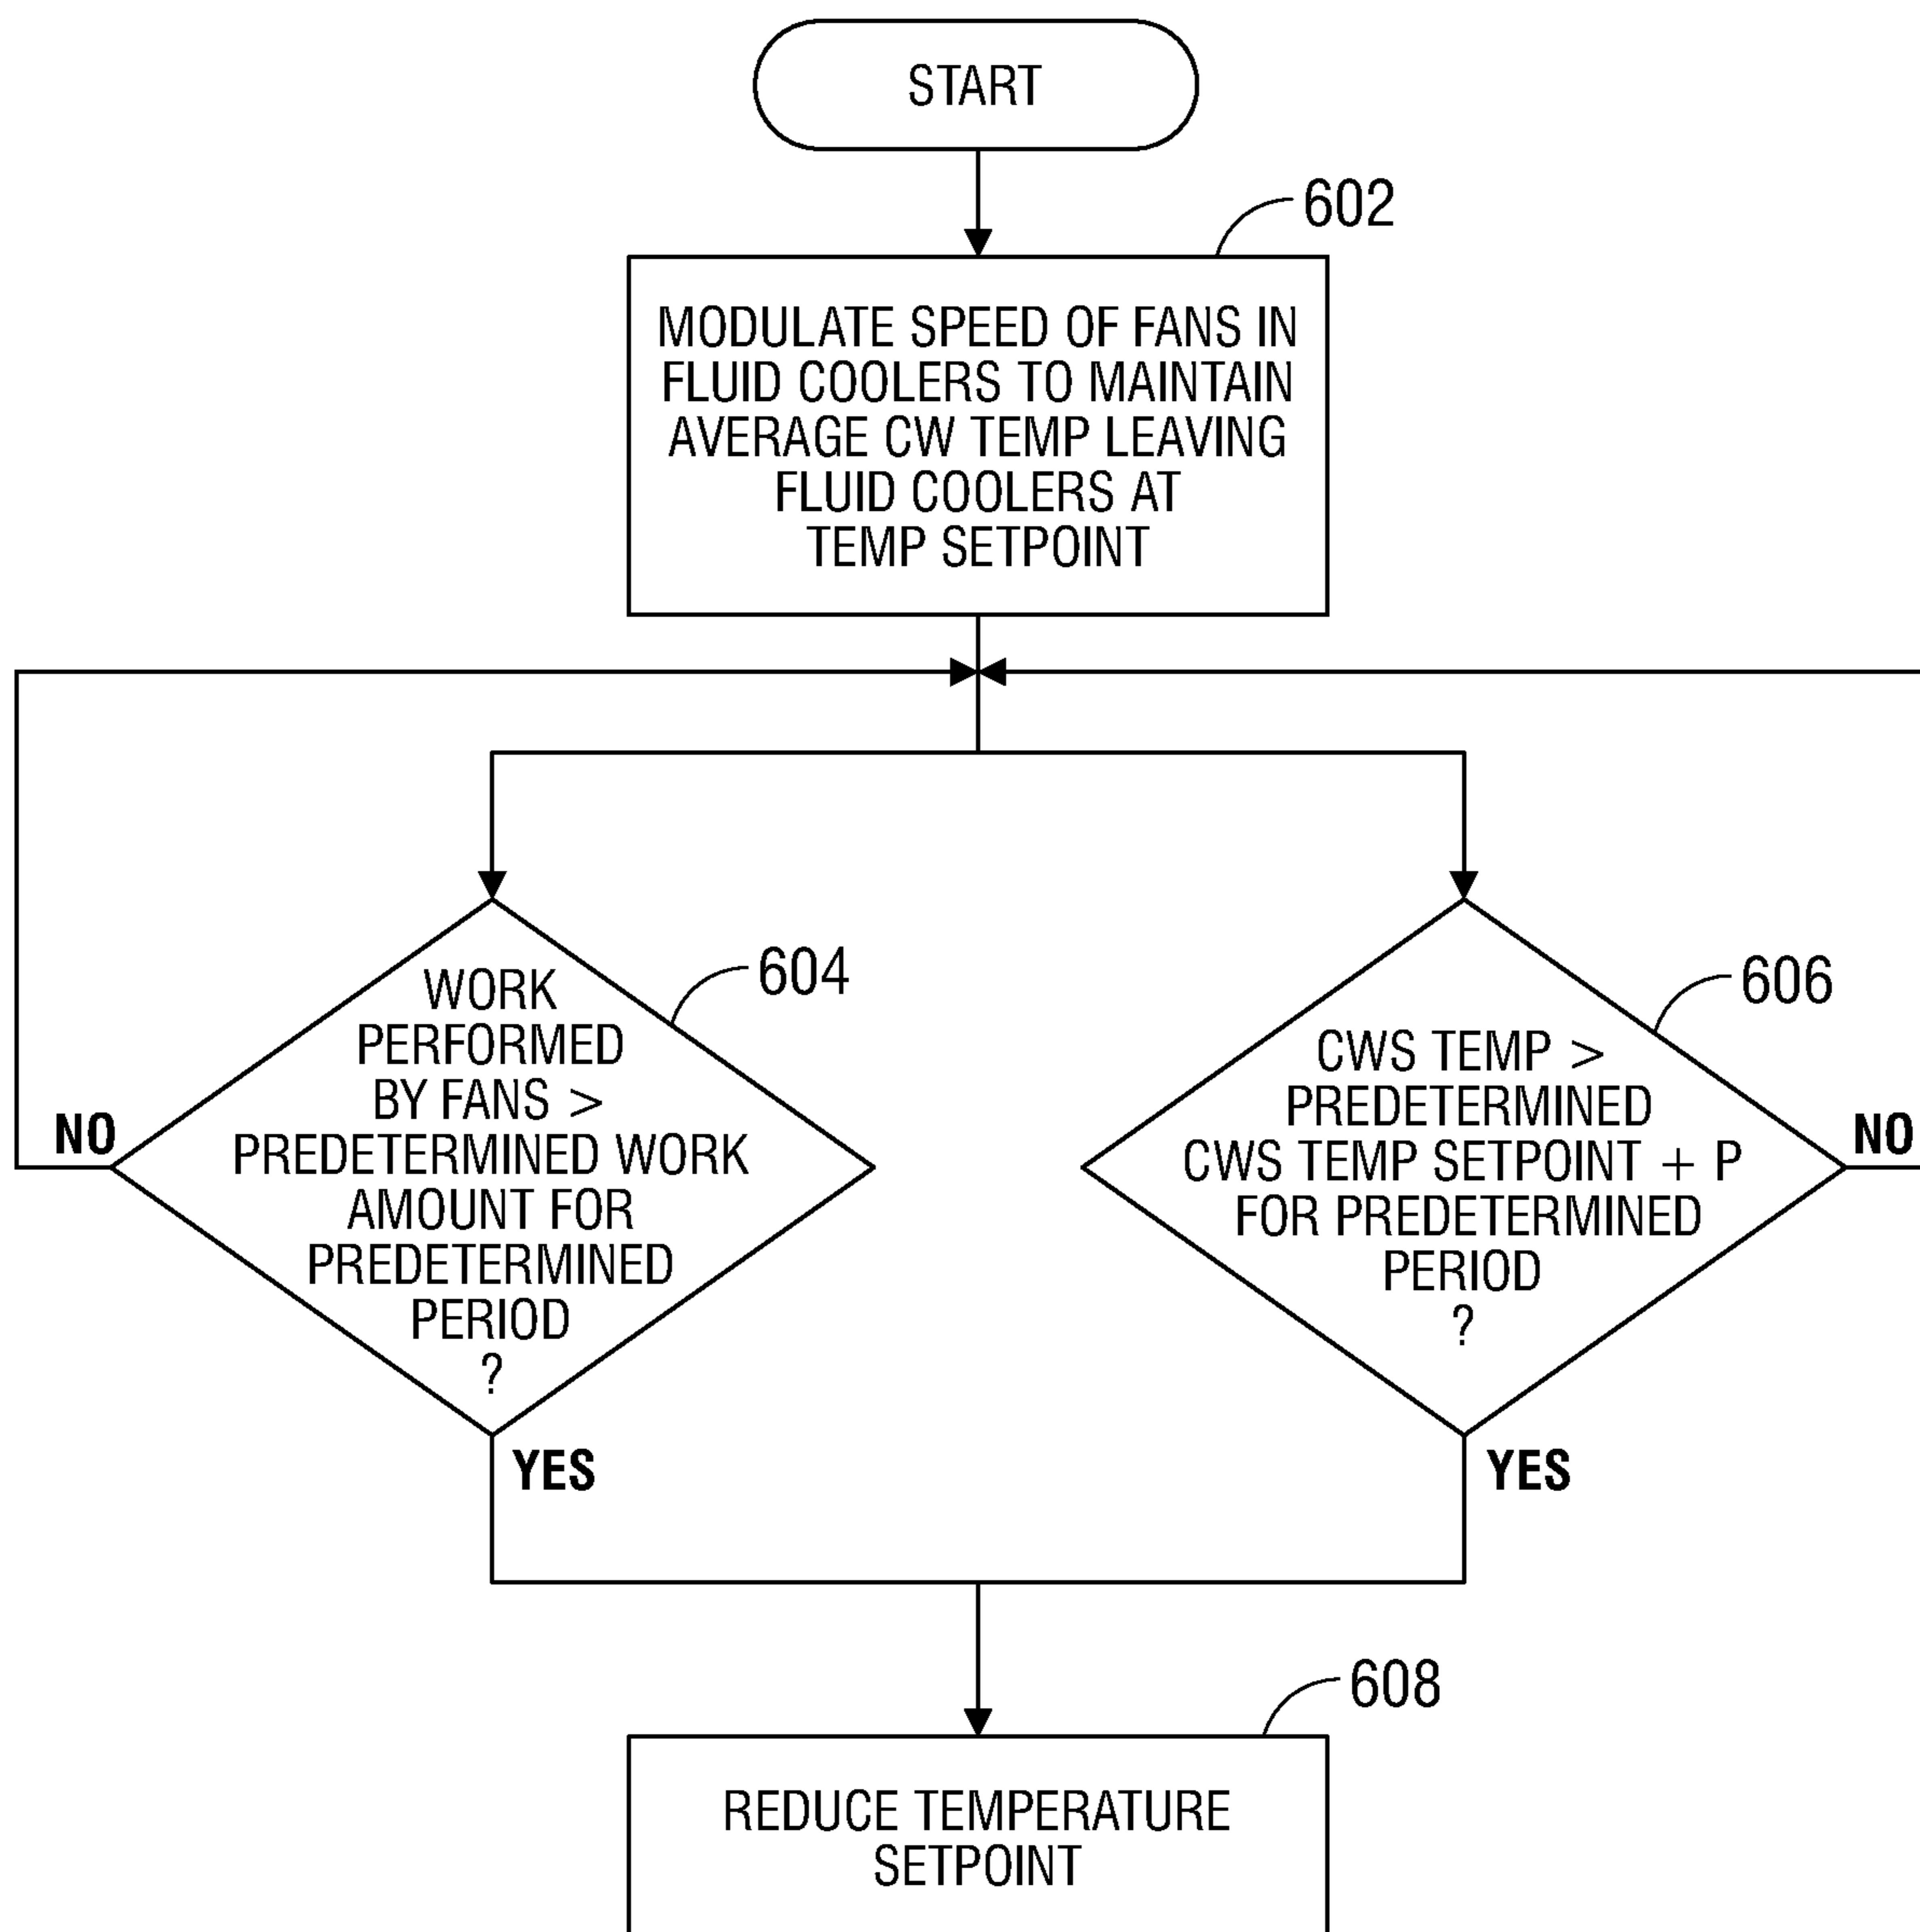 START
602
MODULATE SPEED OF FANS IN
FLUID COOLERS TO MAINTAIN
AVERAGE CW TEMP LEAVING
FLUID COOLERS AT
TEMP SETPOINT
604
WORK
PERFORMED
BY FANS >
PREDETERMINED WORK
AMOUNT FOR
PREDETERMINED
PERIOD
?
NO
YES
606
CWS TEMP >
PREDETERMINED
CWS TEMP SETPOINT + P
FOR PREDETERMINED
PERIOD
?
NO
YES
608
REDUCE TEMPERATURE
SETPOINT